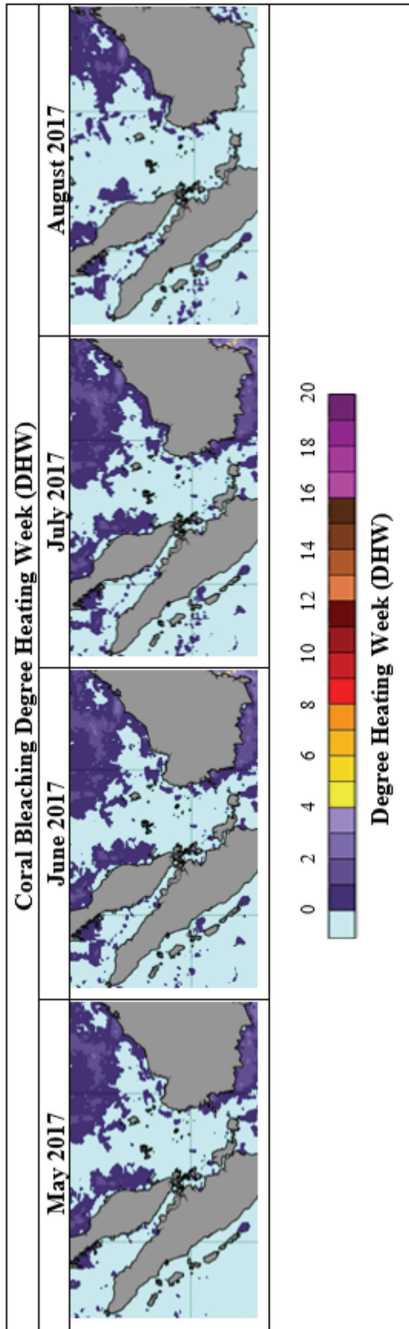 Coral Bleaching Degree Heating Week (DHW)
May 2017
June 2017
July 2017
August 2017
0 2 4 6 8 10 12 14 16 18 20
Degree Heating Week (DHW)